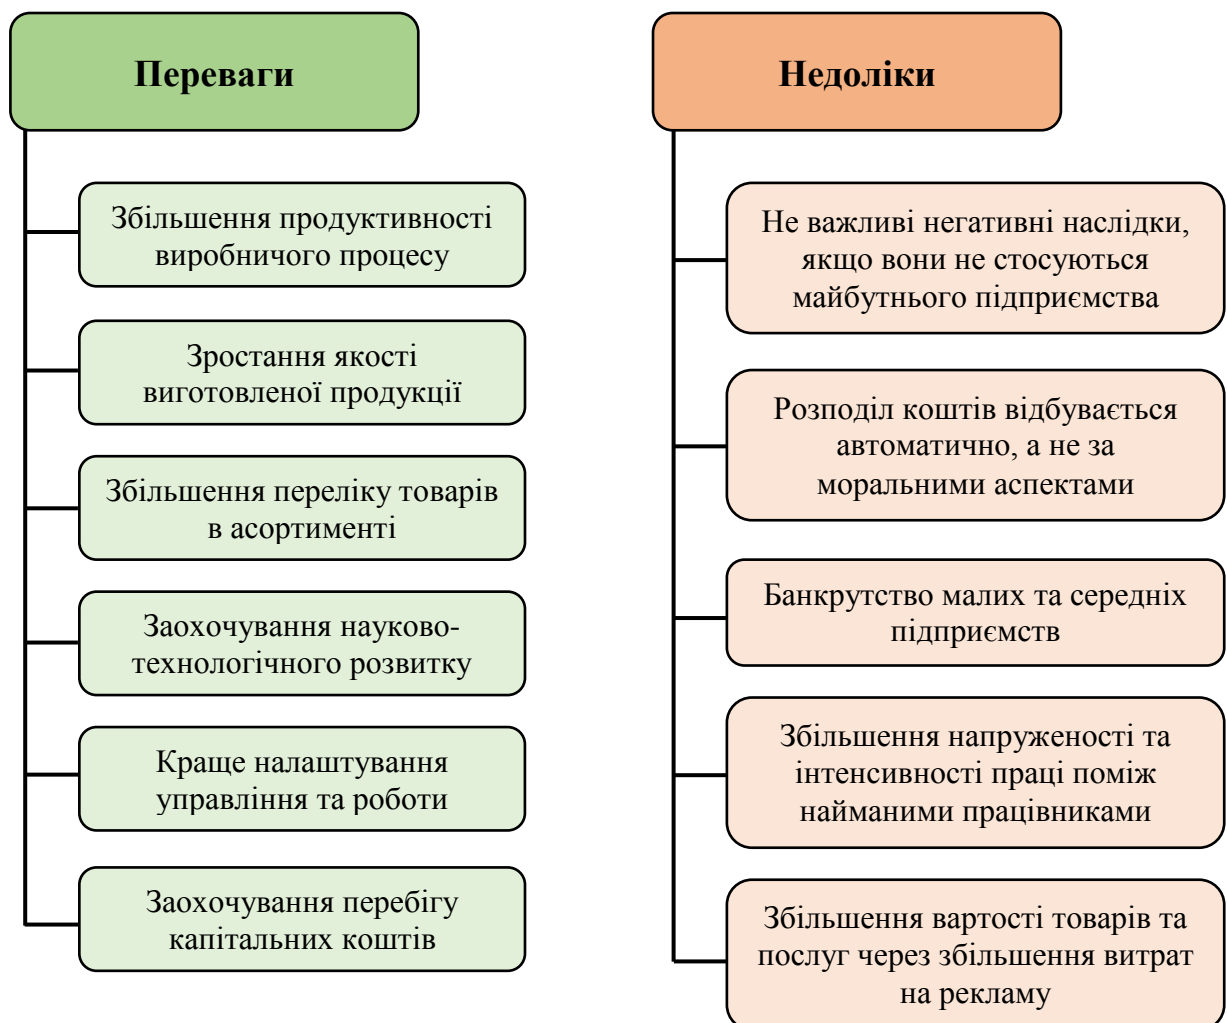 Переваги
Збільшення продуктивності
виробничого процесу
Зростання якості
виготовленої продукції
Збільшення переліку товарів
в асортименті
Заохочування науково-
технологічного розвитку
Краще налаштування
управління та роботи
Заохочування перебігу
капітальних коштів
Недоліки
Не важливі негативні наслідки,
якщо вони не стосуються
майбутнього підприємства
Розподіл коштів відбувається
автоматично, а не за
моральними аспектами
Банкрутство малих та середніх
підприємств
Збільшення напруженості та
інтенсивності праці поміж
найманими працівниками
Збільшення вартості товарів та
послуг через збільшення витрат
на рекламу